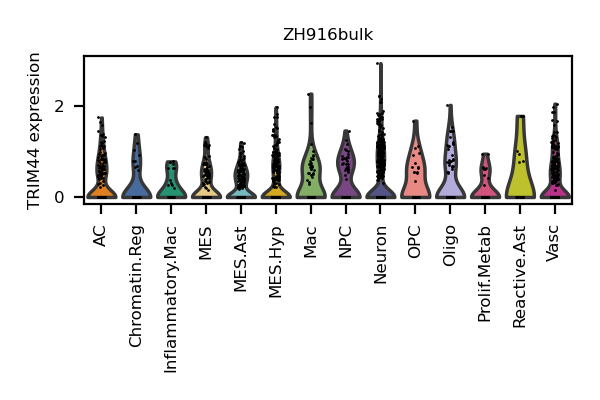 ZH916bulk
TRIM44 expression
2
0
AC
Chromatin.Reg
Inflammatory.Mac
MES
MES.Ast
MES.Hyp
Mac
NPC
Neuron
OPC
Oligo
Prolif.Metab
Reactive.Ast
Vasc